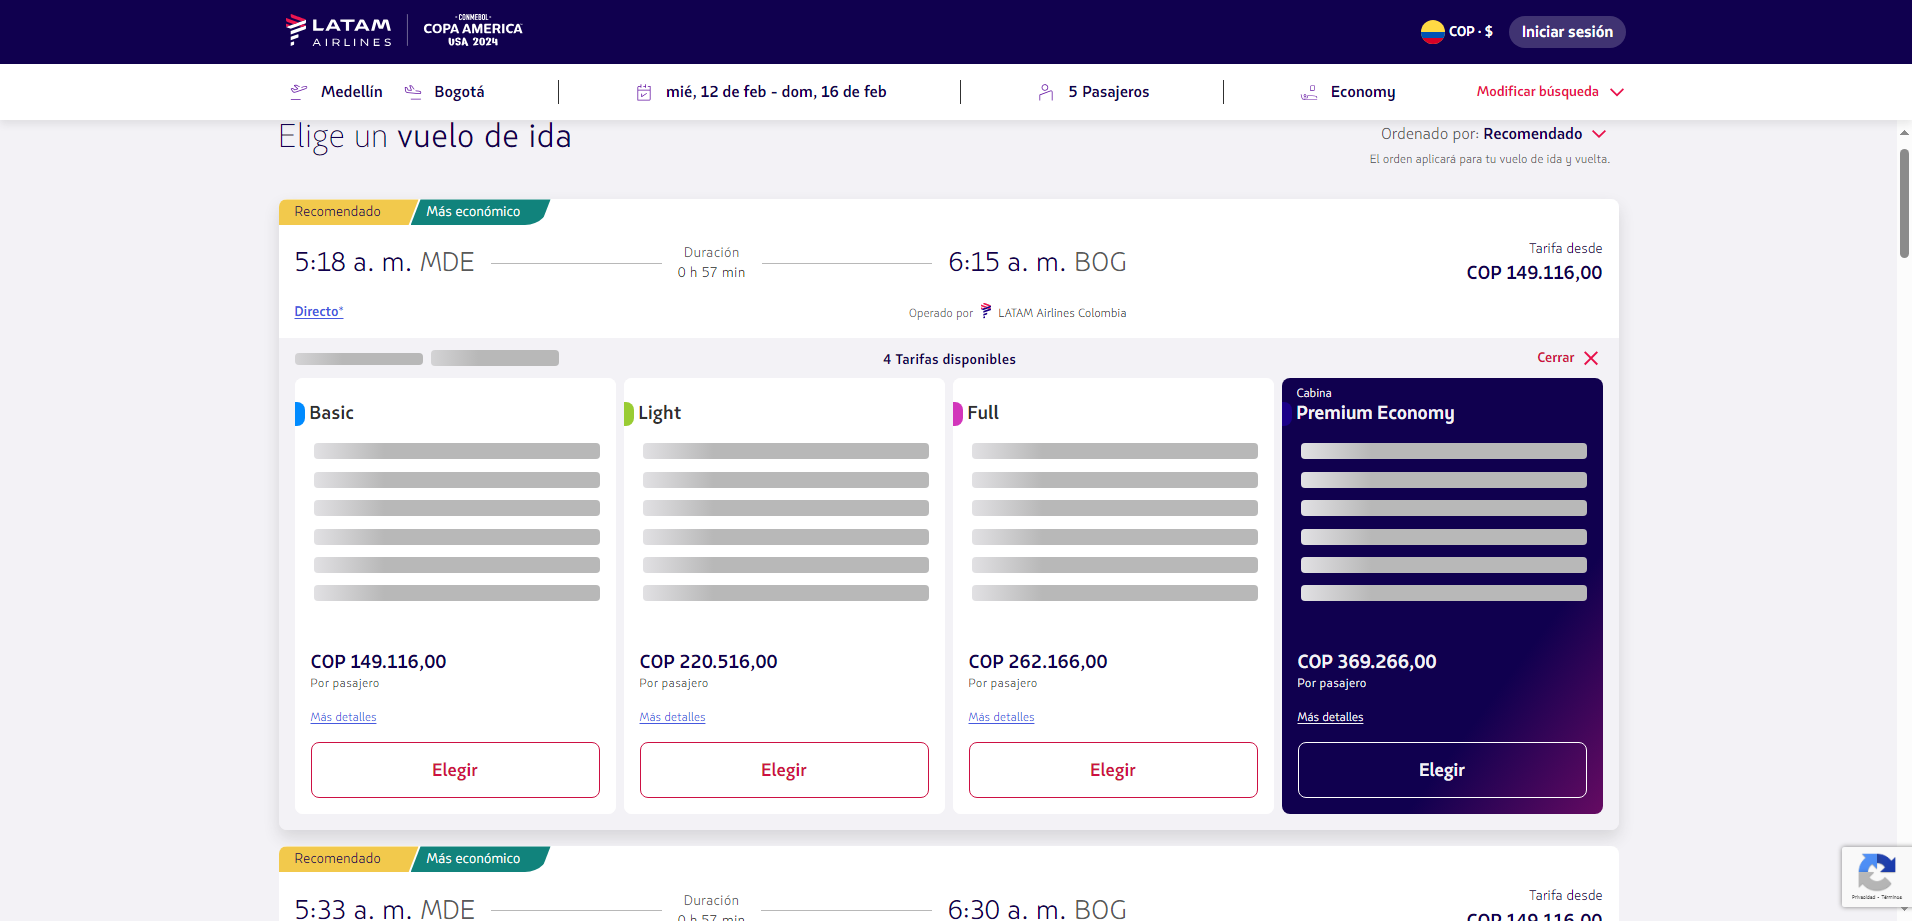 LATAM
AIRLINES
CONMEBOL
COPA AMERICA
USA 2024
COP · $
Iniciar sesión
Medellín
Bogotá
mié, 12 de feb - dom, 16 de feb
5 Pasajeros
Economy
Modificar búsqueda
Elige un vuelo de ida
Ordenado por: Recomendado
El orden aplicará para tu vuelo de ida y vuelta.
Recomendado
Más económico
5:18 a. m. MDE
Duración
0 h 57 min
6:15 a. m. BOG
Tarifa desde
COP 149.116,00
Directo*
Operado por LATAM Airlines Colombia
4 Tarifas disponibles
Cerrar
Basic
Light
Full
Cabina
Premium Economy
COP 149.116,00
Por pasajero
Más detalles
Elegir
COP 220.516,00
Por pasajero
Más detalles
Elegir
COP 262.166,00
Por pasajero
Más detalles
Elegir
COP 369.266,00
Por pasajero
Más detalles
Elegir
Recomendado
Más económico
5:33 a. m. MDE
Duración
0 h 57 min
6:30 a. m. BOG
Tarifa desde
COP 149.116,00
Privacidad - Términos